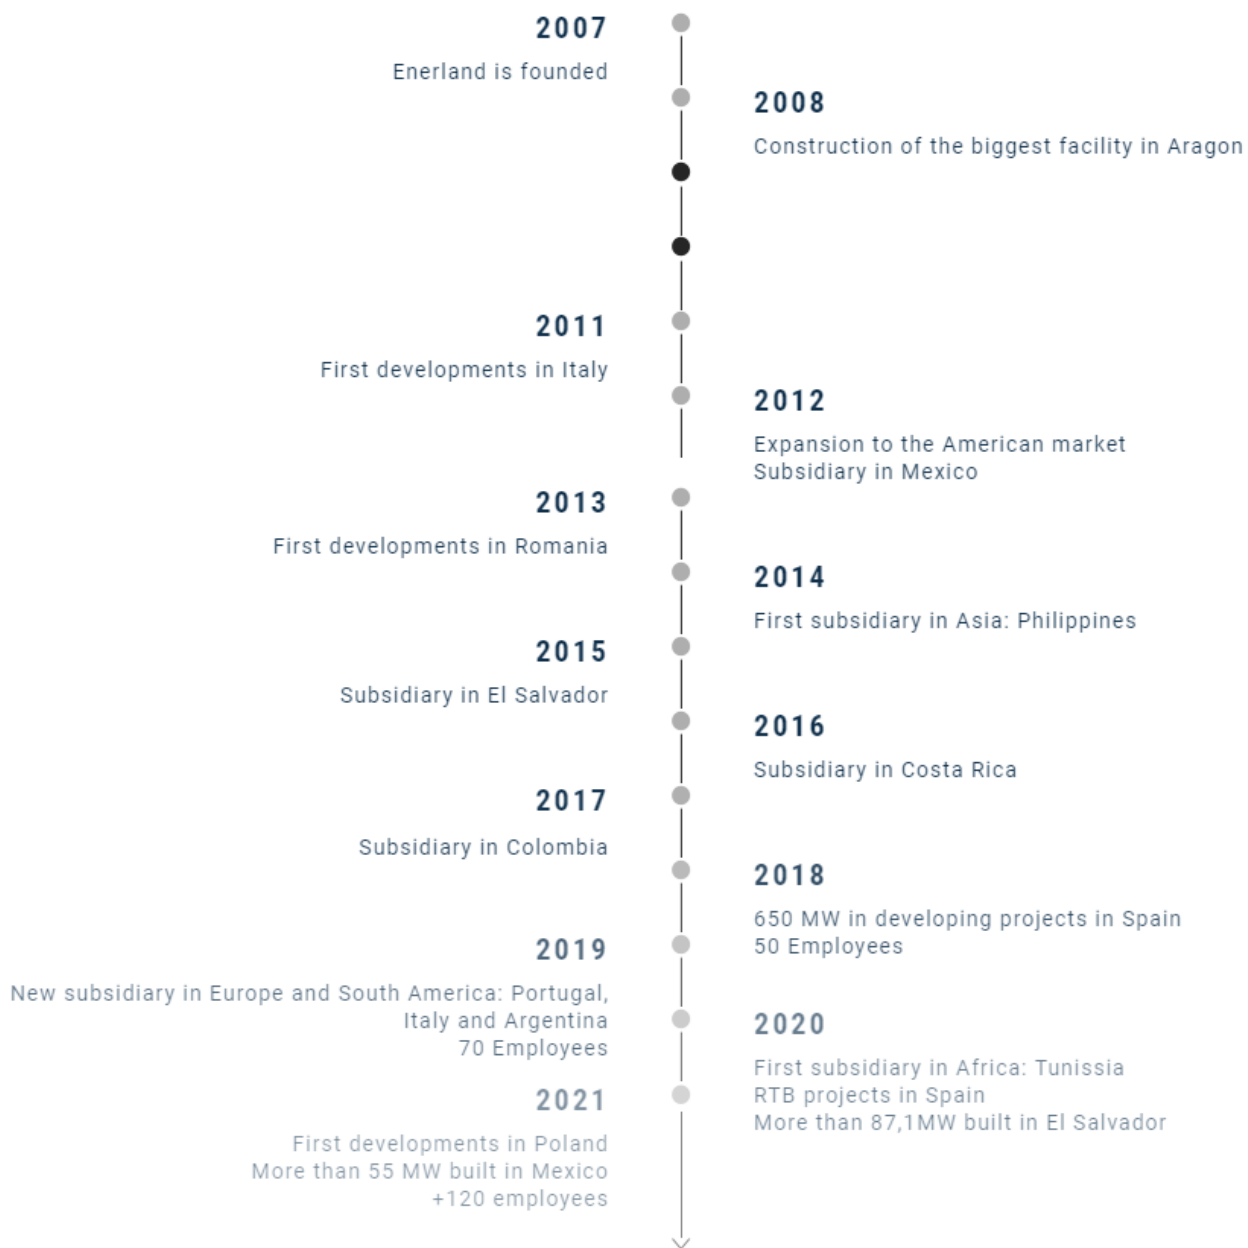 2007
Enerland is founded
2008
Construction of the biggest facility in Aragon
2011
First developments in Italy
2012
Expansion to the American market
Subsidiary in Mexico
2013
First developments in Romania
2014
First subsidiary in Asia: Philippines
2015
Subsidiary in El Salvador
2016
Subsidiary in Costa Rica
2017
Subsidiary in Colombia
2018
650 MW in developing projects in Spain
50 Employees
2019
New subsidiary in Europe and South America: Portugal,
Italy and Argentina
70 Employees
2020
First subsidiary in Africa: Tunissia
RTB projects in Spain
More than 87,1MW built in El Salvador
2021
First developments in Poland
More than 55 MW built in Mexico
+120 employees